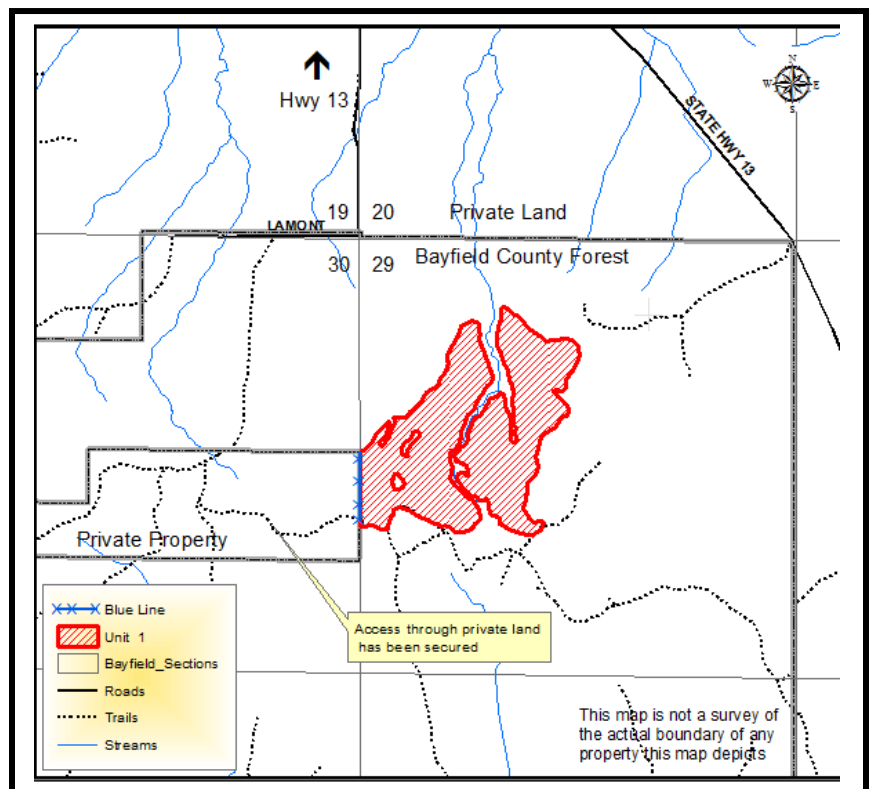 N
W E
S
Hwy 13
STATE HWY 13
19 20 Private Land
LAMONT
30 29 Bayfield County Forest
Private Property
Access through private land
has been secured
Blue Line
Unit 1
Bayfield_Sections
Roads
Trails
Streams
This map is not a survey of
the actual boundary of any
property this map depicts